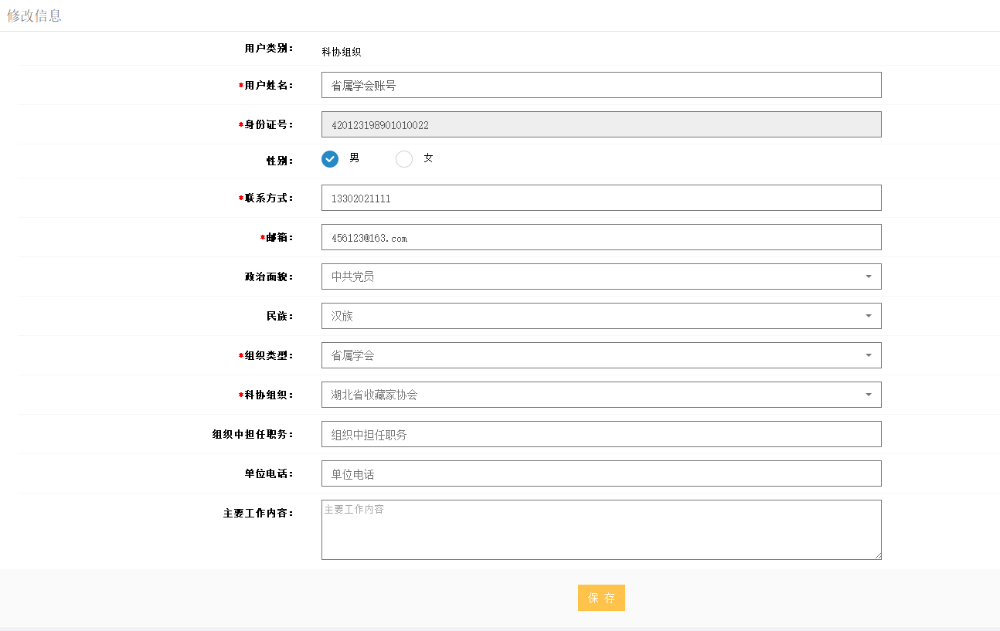 修改信息
用户类别： 科协组织
*用户姓名： 省属学会账号
*身份证号： 420123198901010022
性别： 男 女
*联系方式： 13302021111
*邮箱： 456123@163.com
政治面貌： 中共党员
民族： 汉族
*组织类型： 省属学会
*科协组织： 湖北省收藏家协会
组织中担任职务： 组织中担任职务
单位电话： 单位电话
主要工作内容： 主要工作内容
保 存